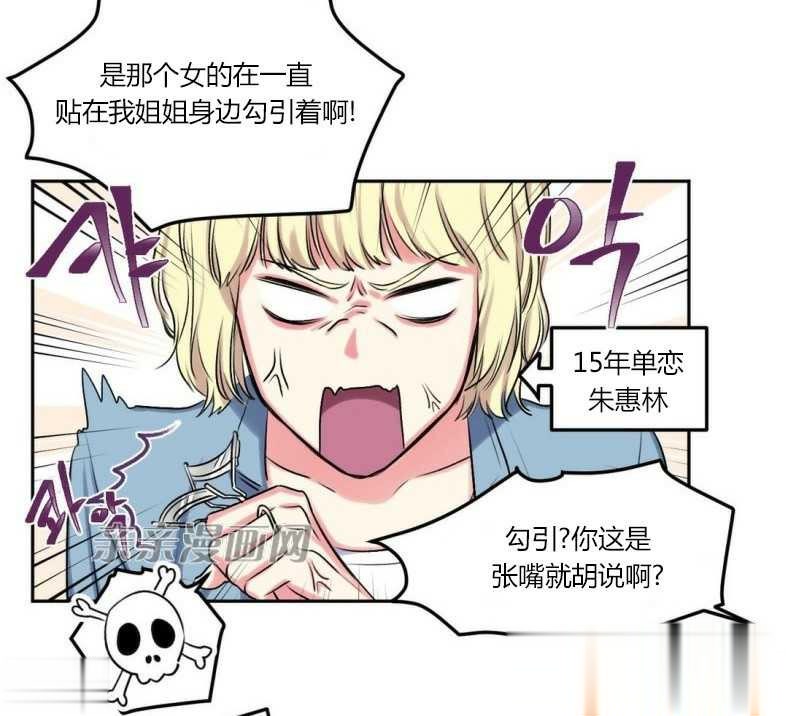 是那个女的在一直
贴在我姐姐身边勾引着啊!
샤
악
15年单恋
朱惠林
콰악
亲亲漫画网
勾引?你这是
张嘴就胡说啊?